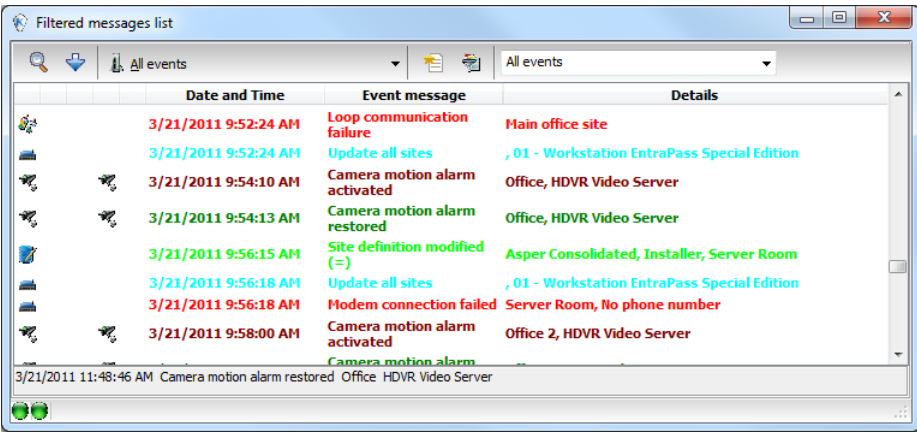 Filtered messages list
All events
All events
Date and Time Event message Details
3/21/2011 9:52:24 AM Loop communication failure Main office site
3/21/2011 9:52:24 AM Update all sites , 01 - Workstation EntraPass Special Edition
3/21/2011 9:54:10 AM Camera motion alarm activated Office, HDVR Video Server
3/21/2011 9:54:13 AM Camera motion alarm restored Office, HDVR Video Server
3/21/2011 9:56:15 AM Site definition modified (=) Asper Consolidated, Installer, Server Room
3/21/2011 9:56:18 AM Update all sites , 01 - Workstation EntraPass Special Edition
3/21/2011 9:56:18 AM Modem connection failed Server Room, No phone number
3/21/2011 9:58:00 AM Camera motion alarm activated Office 2, HDVR Video Server
Camera motion alarm
3/21/2011 11:48:46 AM Camera motion alarm restored Office HDVR Video Server